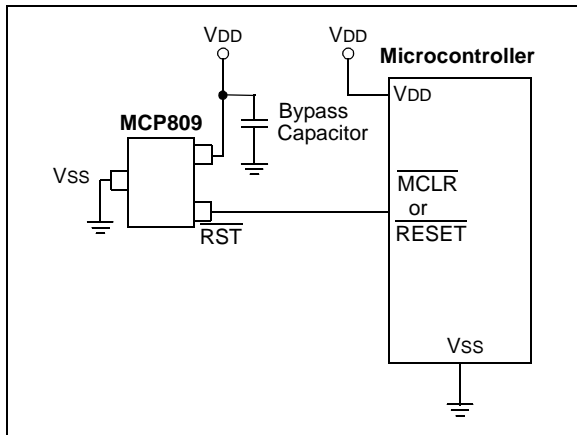 VDD
VDD
Microcontroller
VDD
Bypass
Capacitor
MCP809
VSS
RST
MCLR
or
RESET
VSS